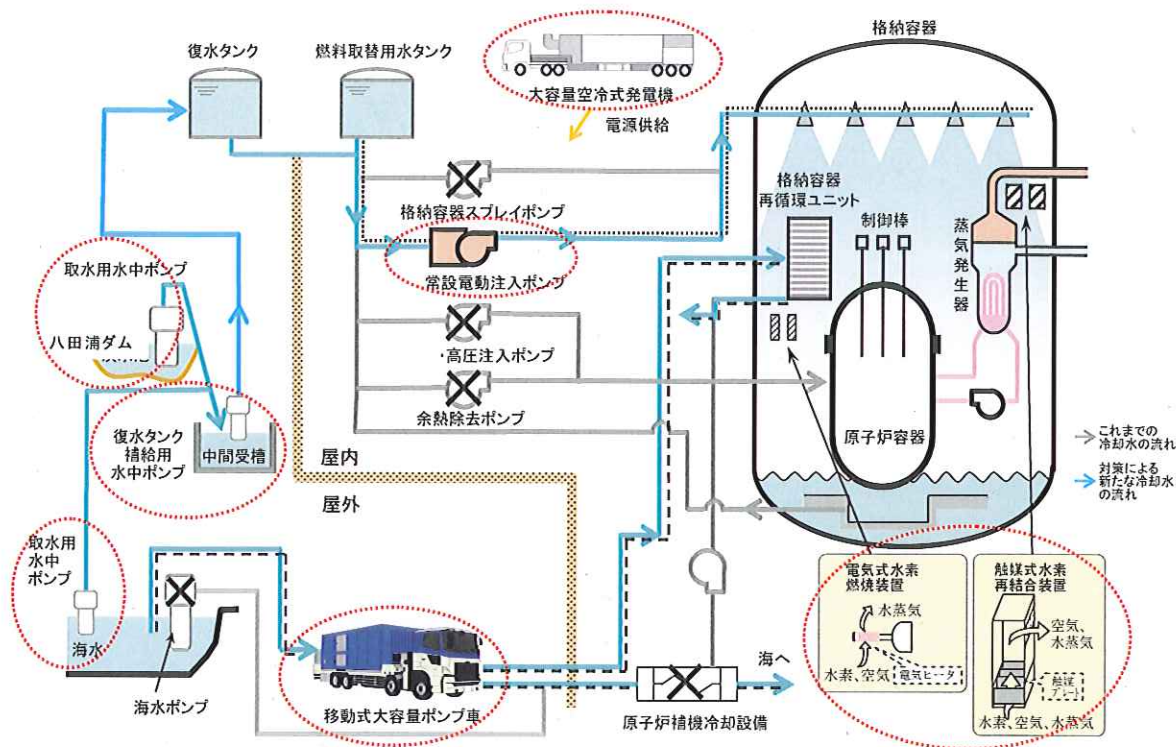 復水タンク
燃料取替用水タンク
大容量空冷式発電機
電源供給
格納容器
格納容器スプレイポンプ
格納容器
再循環ユニット
制御棒
蒸気発生器
取水用水中ポンプ
常設電動注入ポンプ
八田浦ダム
・高圧注入ポンプ
余熱除去ポンプ
原子炉容器
復水タンク
補給用
水中ポンプ
中間受槽
屋内
屋外
これまでの
冷却水の流れ
対策による
新たな冷却水
の流れ
取水用
水中
ポンプ
海水
海水ポンプ
移動式大容量ポンプ車
原子炉補機冷却設備
海へ
電気式水素
燃焼装置
水蒸気
水素、空気
電気ヒータ
触媒式水素
再結合装置
空気、
水蒸気
触媒
プレート
水素、空気、水蒸気